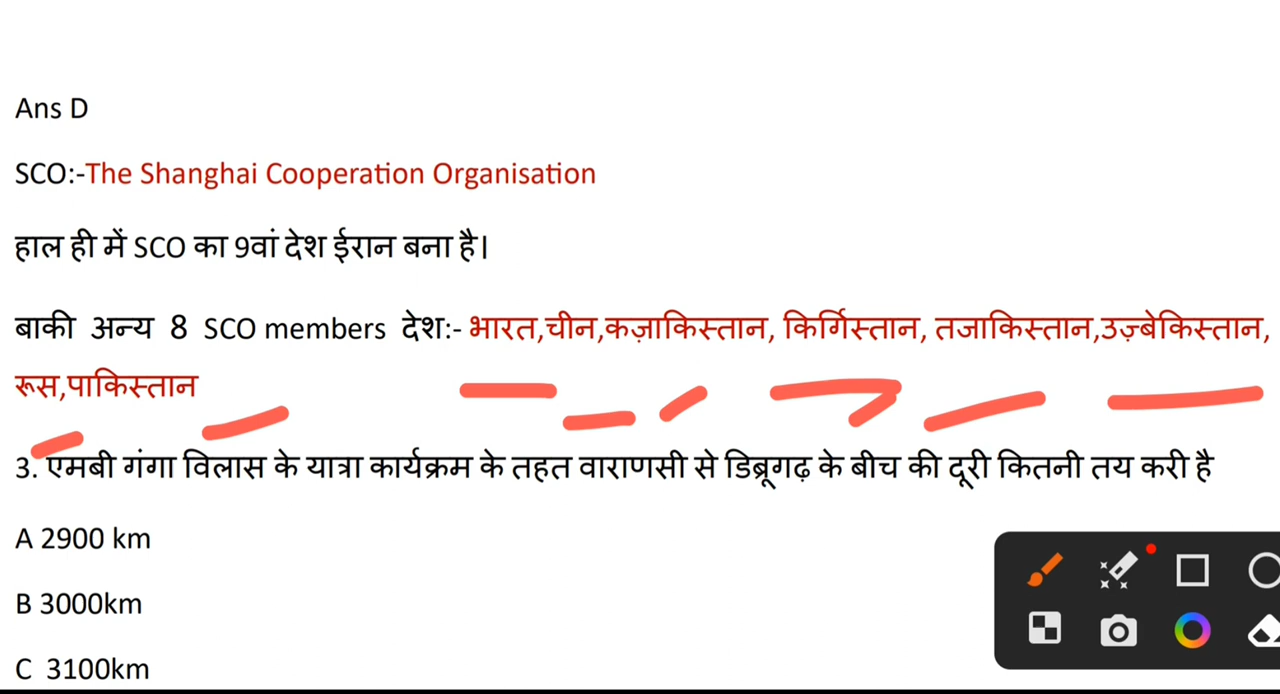 Ans D
SCO:-The Shanghai Cooperation Organisation
हाल ही में SCO का 9वां देश ईरान बना है।
बाकी अन्य 8 SCO members देश:- भारत,चीन,कज़ाकिस्तान, किर्गिस्तान, तजाकिस्तान,उज़्बेकिस्तान,
रूस,पाकिस्तान
3. एमबी गंगा विलास के यात्रा कार्यक्रम के तहत वाराणसी से डिब्रूगढ़ के बीच की दूरी कितनी तय करी है
A 2900 km
B 3000km
C 3100km